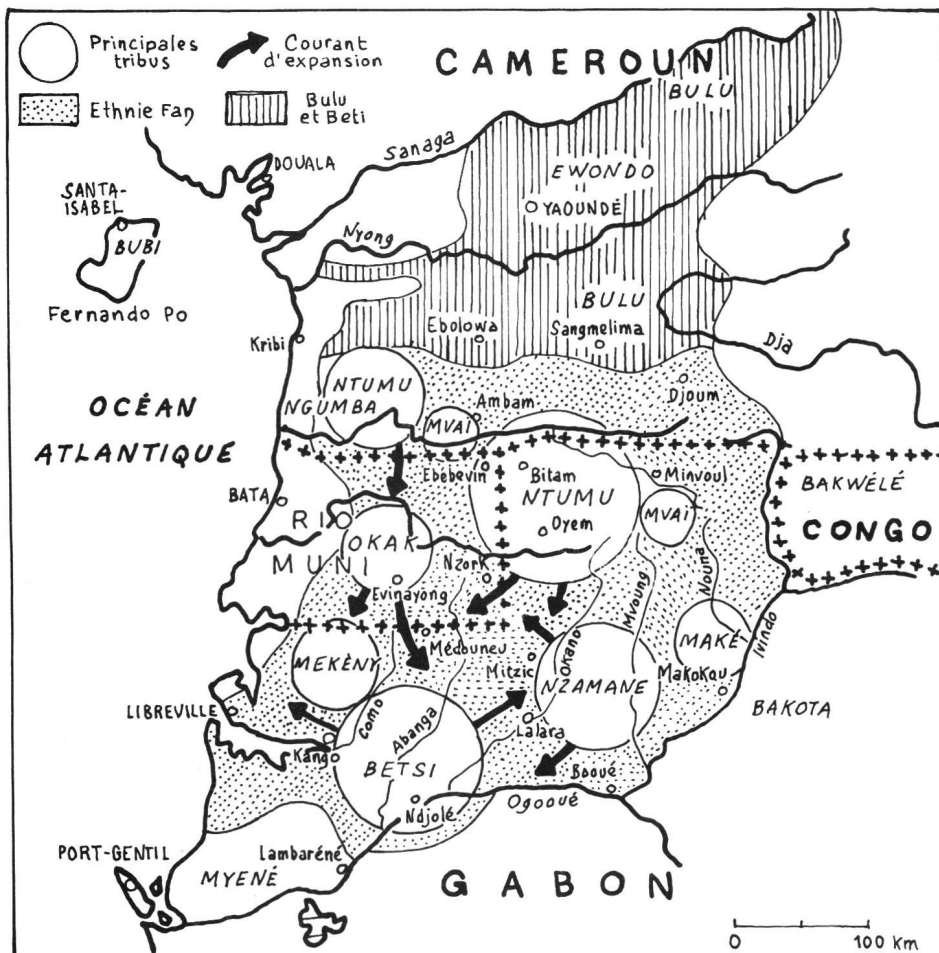 Principales
tribus
Courant
d'expansion
Ethnie Faŋ
Bulu
et Beti
CAMEROUN
BULU
Sanaga
DOUALA
EWONDO
SANTA-
ISABEL
YAOUNDÉ
BUBI
Nyong
Fernando Po
BULU
Ebolowa
Sangmelima
Kribi
Dja
NTUMU
Djoum
OCÉAN
ATLANTIQUE
NGUMBA
Ambam
MVAÏ
Ebebeyin
Bitam
Minvoul
BAKWÉLÉ
BATA
NTUMU
MVAÏ
CONGO
RIO
MUNI
Oyem
OKAK
Nzork
Nouna
Mvoung
Evinayong
Ivindo
MAKÉ
Médouneu
Okano
MEKÈNY
Mitzic
NZAMANE
Makokou
LIBREVILLE
Como
Abanga
BAKOTA
Lalara
Kango
BETSI
Booué
Ndjolé
Ogooué
PORT-GENTIL
Lambaréné
MYENÉ
GABON
0 100 Km